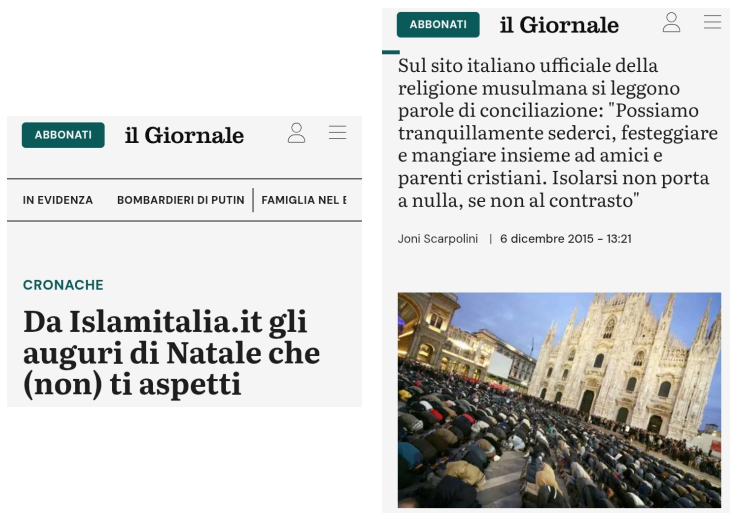 ABBONATI
il Giornale
IN EVIDENZA
BOMBARDIERI DI PUTIN
FAMIGLIA NEL
CRONACHE
Da Islamitalia.it gli
auguri di Natale che
(non) ti aspetti
ABBONATI
il Giornale
Sul sito italiano ufficiale della
religione musulmana si leggono
parole di conciliazione: "Possiamo
tranquillamente sederci, festeggiare
e mangiare insieme ad amici e
parenti cristiani. Isolarsi non porta
a nulla, se non al contrasto"
Joni Scarpolini | 6 dicembre 2015 - 13:21